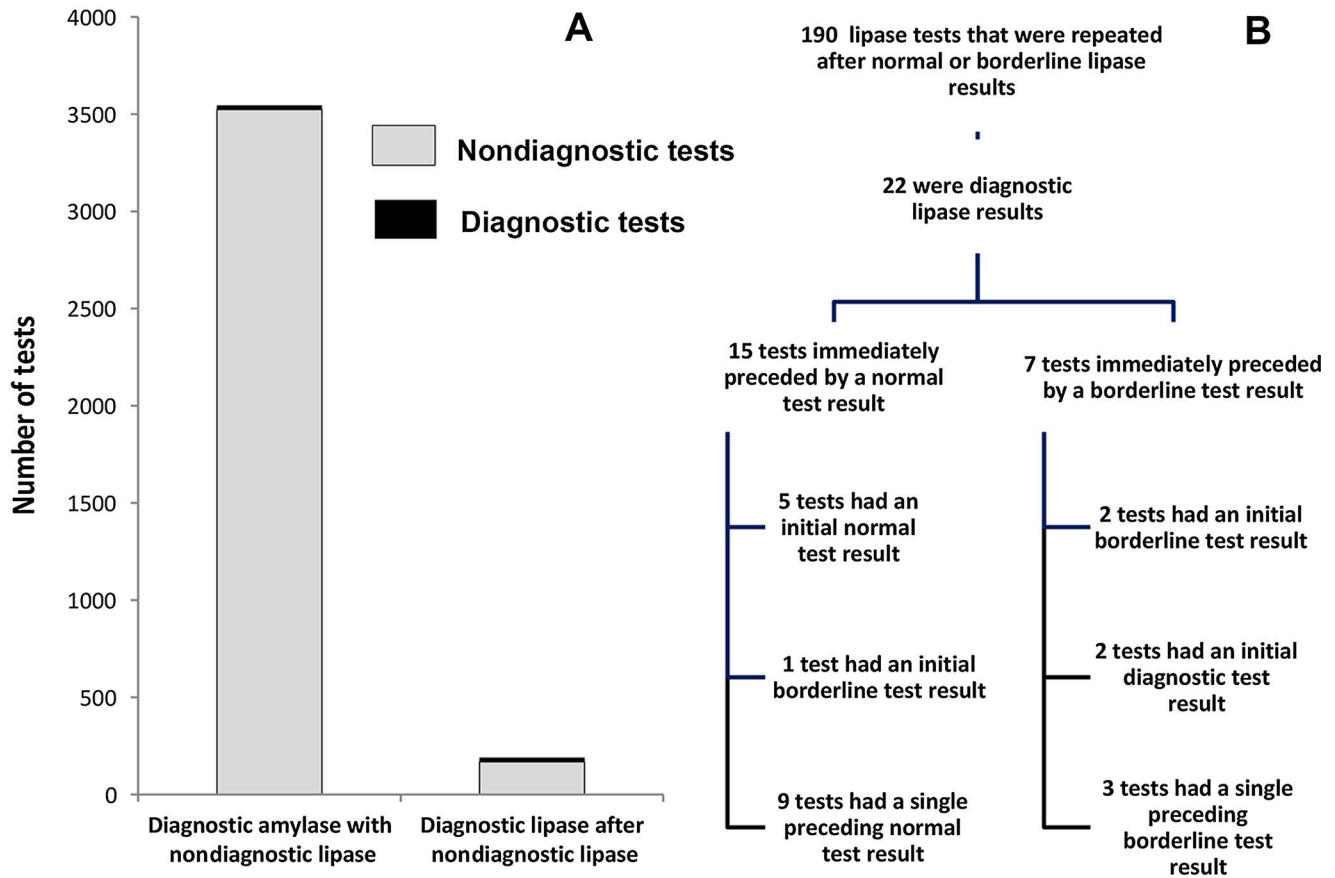 A
4000
3500
3000
2500
2000
1500
1000
500
0
Number of tests
Nondiagnostic tests
Diagnostic tests
Diagnostic amylase with
nondiagnostic lipase
Diagnostic lipase after
nondiagnostic lipase
B
190 lipase tests that were repeated
after normal or borderline lipase
results
22 were diagnostic
lipase results
15 tests immediately
preceded by a normal
test result
5 tests had an
initial normal
test result
1 test had an initial
borderline test result
9 tests had a single
preceding normal
test result
7 tests immediately preceded
by a borderline test result
2 tests had an initial
borderline test result
2 tests had an initial
diagnostic test
result
3 tests had a single
preceding
borderline test
result